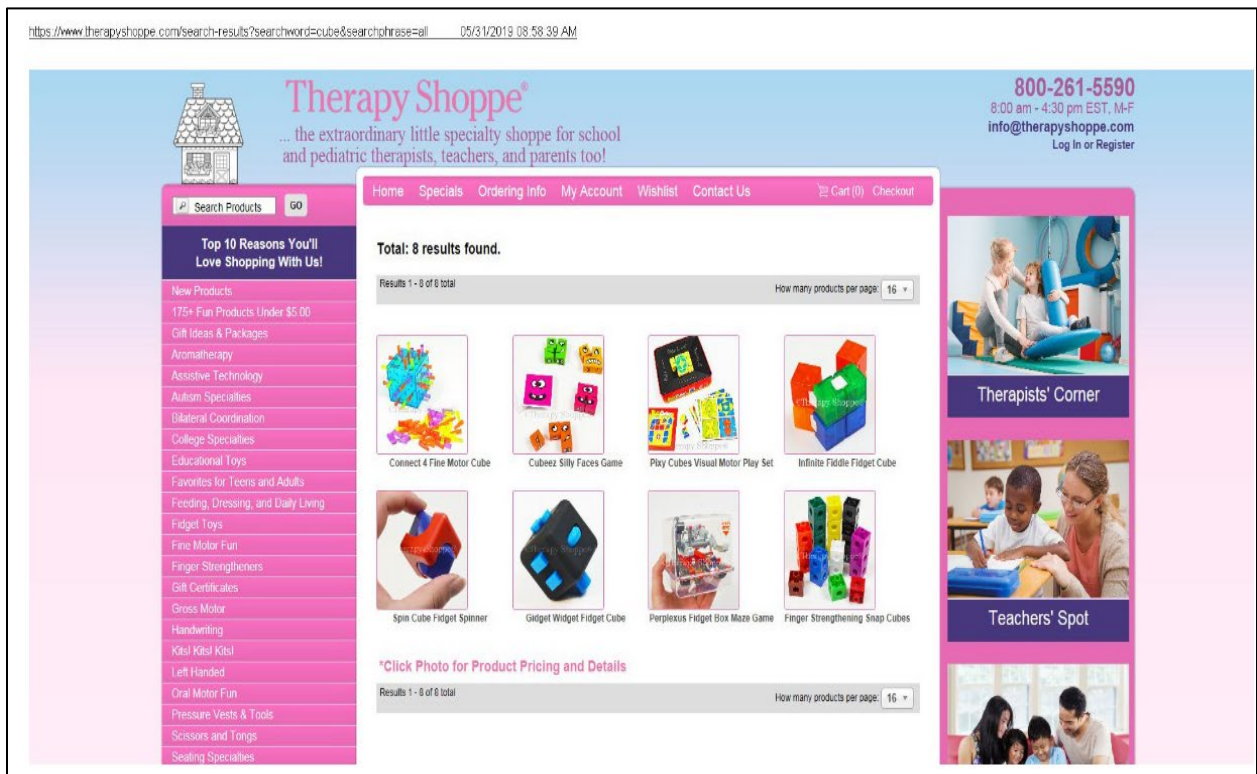 https://www.therapyshoppe.com/search-results?searchword=cube&searchphrase=all 05/31/2019 08:58:39 AM
Therapy Shoppe®
... the extraordinary little specialty shoppe for school
and pediatric therapists, teachers, and parents too!
800-261-5590
8:00 am - 4:30 pm EST, M-F
info@therapyshoppe.com
Log In or Register
Home Specials Ordering Info My Account Wishlist Contact Us Cart (0) Checkout
Search Products GO
Top 10 Reasons You'll
Love Shopping With Us!
New Products
175+ Fun Products Under $5.00
Gift Ideas & Packages
Aromatherapy
Assistive Technology
Autism Specialties
Bilateral Coordination
College Specialties
Educational Toys
Favorites for Teens and Adults
Feeding, Dressing, and Daily Living
Fidget Toys
Fine Motor Fun
Finger Strengtheners
Gift Certificates
Gross Motor
Handwriting
Kits! Kits! Kits!
Left Handed
Oral Motor Fun
Pressure Vests & Tools
Scissors and Tongs
Seating Specialties
Total: 8 results found.
Results 1 - 8 of 8 total How many products per page: 16
Connect 4 Fine Motor Cube Cubeez Silly Faces Game Pixy Cubes Visual Motor Play Set Infinite Fiddle Fidget Cube
Spin Cube Fidget Spinner Gidget Widget Fidget Cube Perplexus Fidget Box Maze Game Finger Strengthening Snap Cubes
*Click Photo for Product Pricing and Details
Results 1 - 8 of 8 total How many products per page: 16
Therapists' Corner
Teachers' Spot